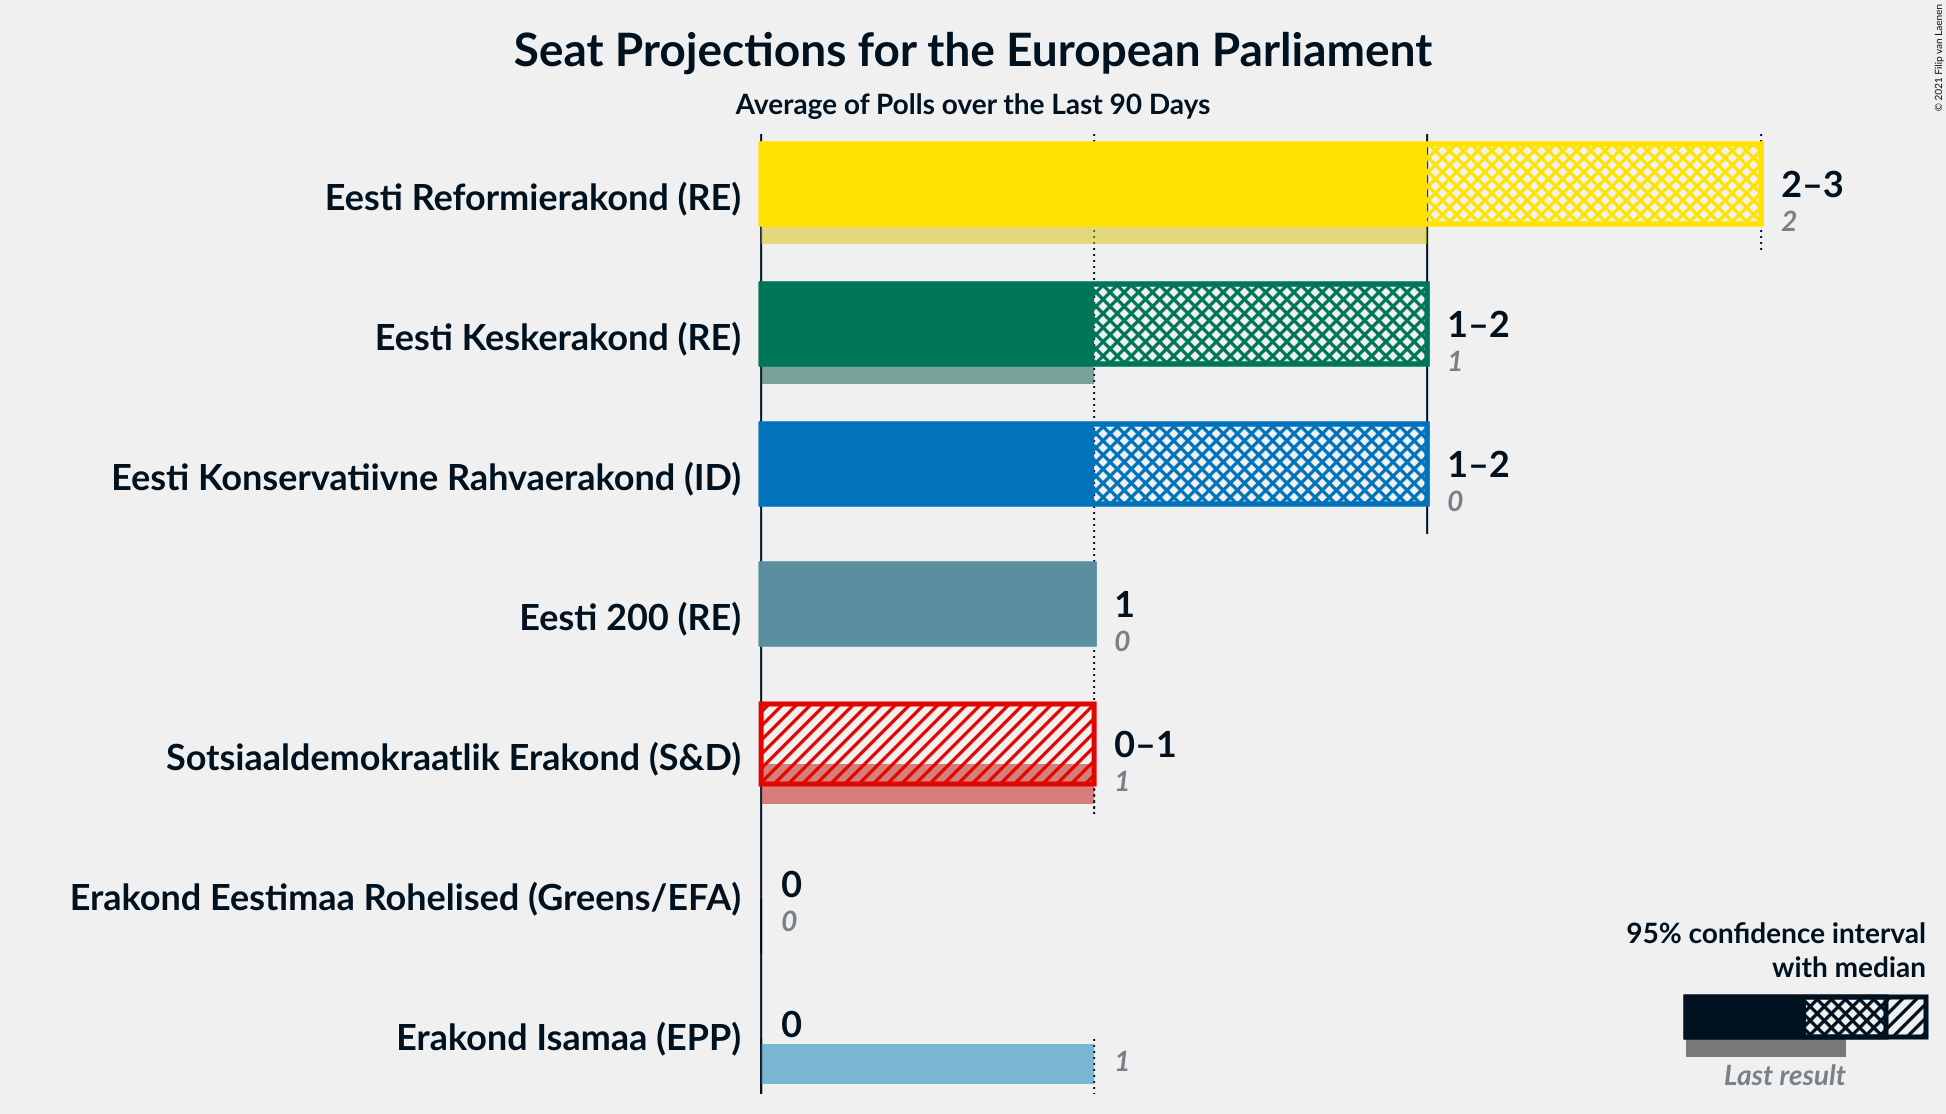 Seat Projections for the European Parliament
Average of Polls over the Last 90 Days
© 2021 Filip van Laenen
Eesti Reformierakond (RE)
2–3
2
Eesti Keskerakond (RE)
1–2
1
Eesti Konservatiivne Rahvaerakond (ID)
1–2
0
Eesti 200 (RE)
1
0
Sotsiaaldemokraatlik Erakond (S&D)
0–1
1
Erakond Eestimaa Rohelised (Greens/EFA)
0
0
Erakond Isamaa (EPP)
0
1
95% confidence interval
with median
Last result